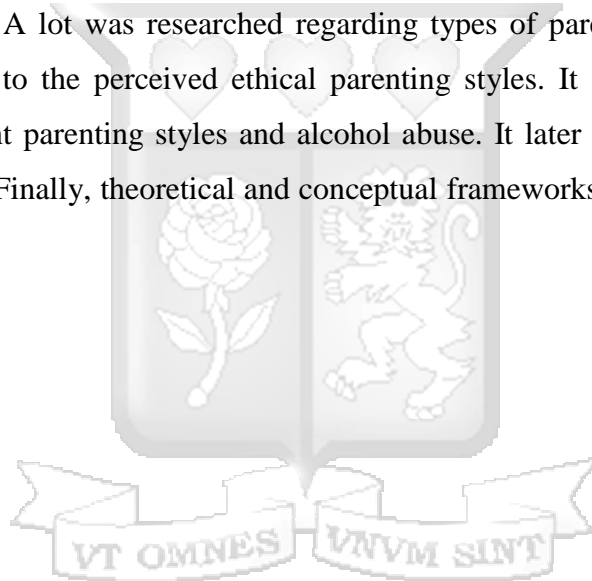 A lot was researched regarding types of pare
to the perceived ethical parenting styles. It
t parenting styles and alcohol abuse. It later
Finally, theoretical and conceptual frameworks
VT OMNES VNVM SINT